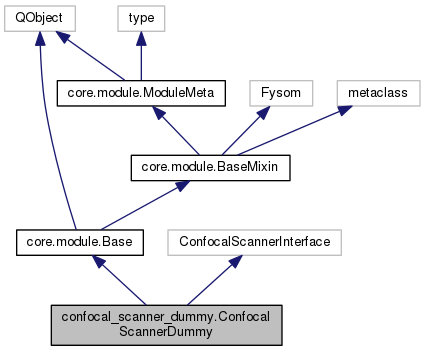 QObject
type
core.module.ModuleMeta
Fysom
metaclass
core.module.BaseMixin
core.module.Base
ConfocalScannerInterface
confocal_scanner_dummy.Confocal
ScannerDummy